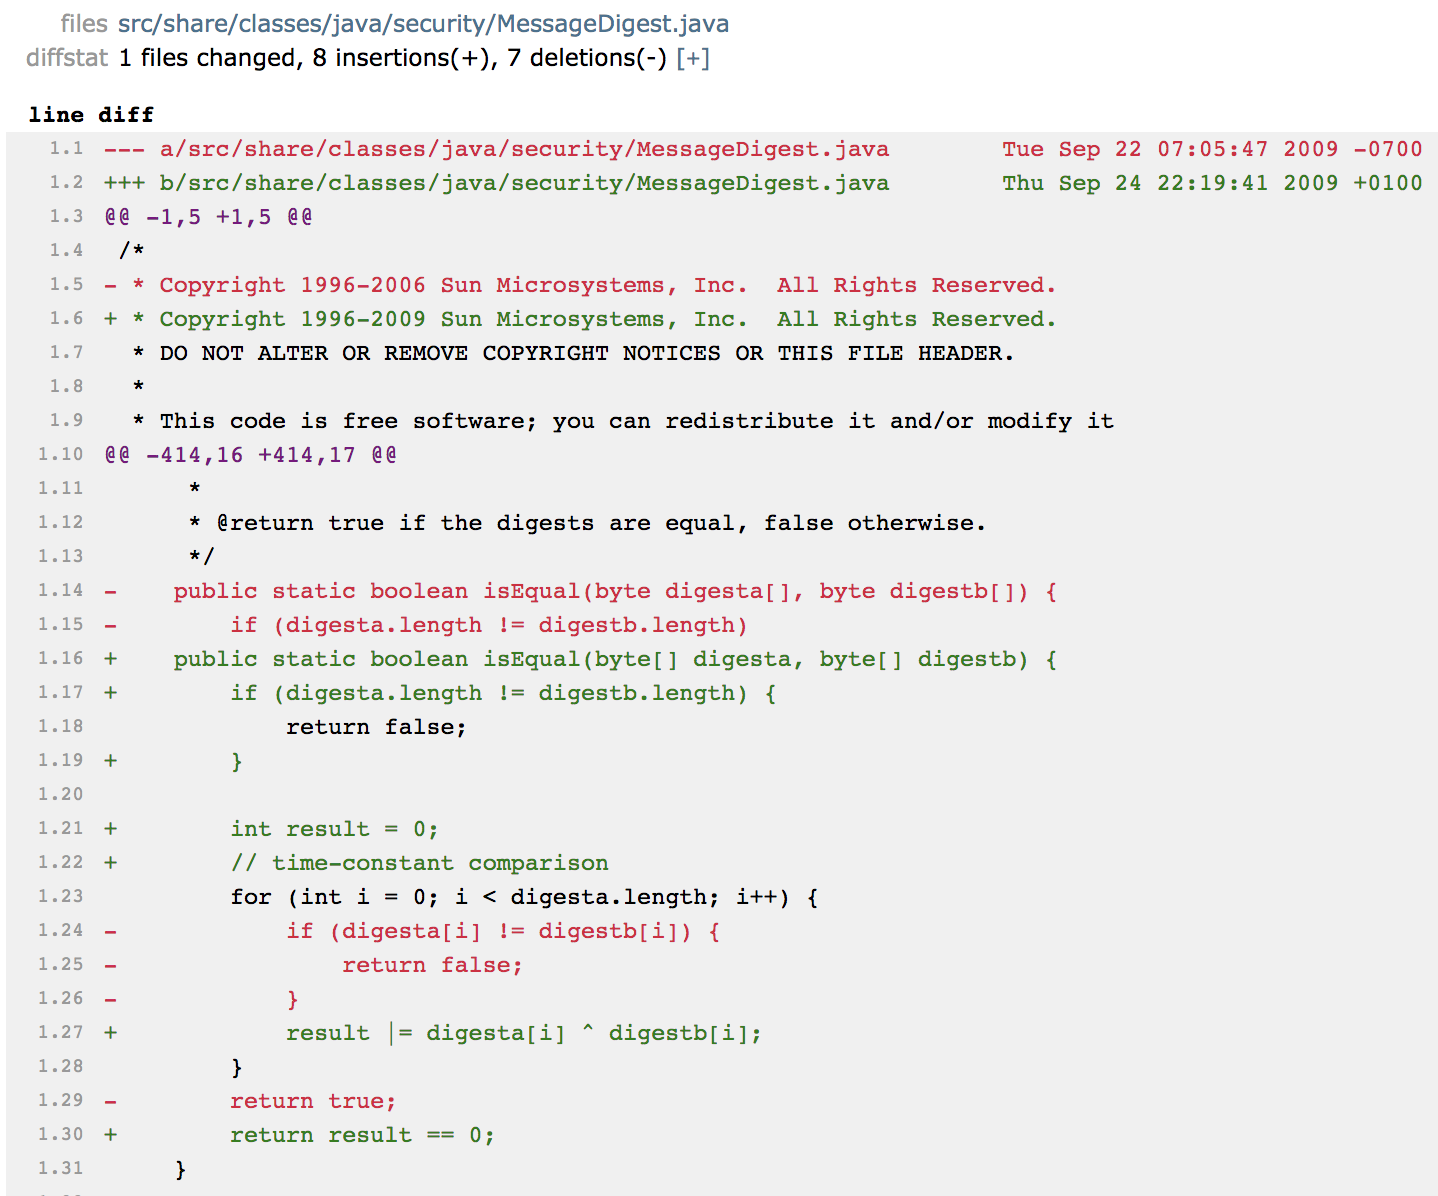 files src/share/classes/java/security/MessageDigest.java
diffstat 1 files changed, 8 insertions(+), 7 deletions(-) [+]
line diff
1.1 --- a/src/share/classes/java/security/MessageDigest.java        Tue Sep 22 07:05:47 2009 -0700
1.2 +++ b/src/share/classes/java/security/MessageDigest.java        Thu Sep 24 22:19:41 2009 +0100
1.3 @@ -1,5 +1,5 @@
1.4  /*
1.5 - * Copyright 1996-2006 Sun Microsystems, Inc.  All Rights Reserved.
1.6 + * Copyright 1996-2009 Sun Microsystems, Inc.  All Rights Reserved.
1.7   * DO NOT ALTER OR REMOVE COPYRIGHT NOTICES OR THIS FILE HEADER.
1.8   *
1.9   * This code is free software; you can redistribute it and/or modify it
1.10 @@ -414,16 +414,17 @@
1.11       *
1.12       * @return true if the digests are equal, false otherwise.
1.13       */
1.14 -    public static boolean isEqual(byte digesta[], byte digestb[]) {
1.15 -        if (digesta.length != digestb.length)
1.16 +    public static boolean isEqual(byte[] digesta, byte[] digestb) {
1.17 +        if (digesta.length != digestb.length) {
1.18              return false;
1.19 +        }
1.20
1.21 +        int result = 0;
1.22 +        // time-constant comparison
1.23          for (int i = 0; i < digesta.length; i++) {
1.24 -            if (digesta[i] != digestb[i]) {
1.25 -                return false;
1.26 -            }
1.27 +            result |= digesta[i] ^ digestb[i];
1.28          }
1.29 -        return true;
1.30 +        return result == 0;
1.31      }